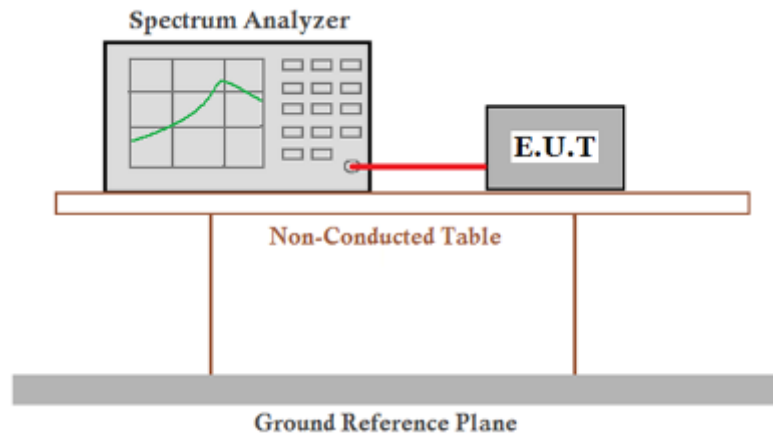 Spectrum Analyzer
E.U.T
Non-Conducted Table
Ground Reference Plane